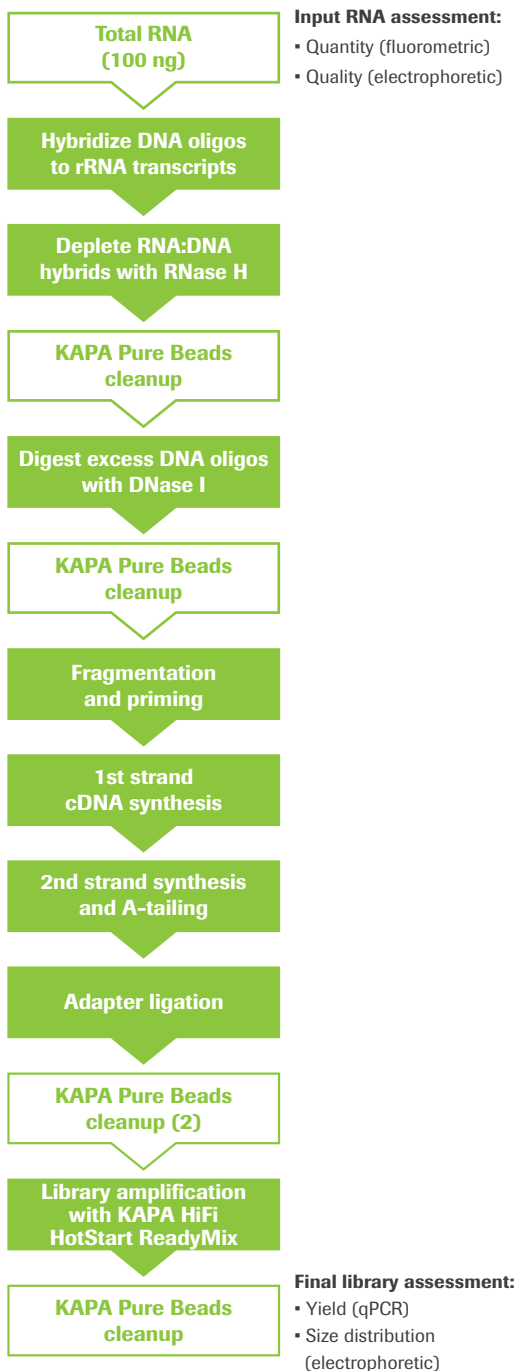 Total RNA
(100 ng)
Input RNA assessment:
▪ Quantity (fluorometric)
▪ Quality (electrophoretic)
Hybridize DNA oligos
to rRNA transcripts
Deplete RNA:DNA
hybrids with RNase H
KAPA Pure Beads
cleanup
Digest excess DNA oligos
with DNase I
KAPA Pure Beads
cleanup
Fragmentation
and priming
1st strand
cDNA synthesis
2nd strand synthesis
and A-tailing
Adapter ligation
KAPA Pure Beads
cleanup (2)
Library amplification
with KAPA HiFi
HotStart ReadyMix
KAPA Pure Beads
cleanup
Final library assessment:
▪ Yield (qPCR)
▪ Size distribution
(electrophoretic)